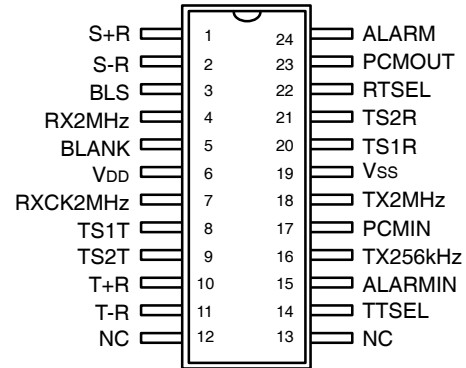 S+R 1 24 ALARM
S-R 2 23 PCMOUT
BLS 3 22 RTSEL
RX2MHz 4 21 TS2R
BLANK 5 20 TS1R
VDD 6 19 VSS
RXCK2MHz 7 18 TX2MHz
TS1T 8 17 PCMIN
TS2T 9 16 TX256kHz
T+R 10 15 ALARMIN
T-R 11 14 TTSEL
NC 12 13 NC